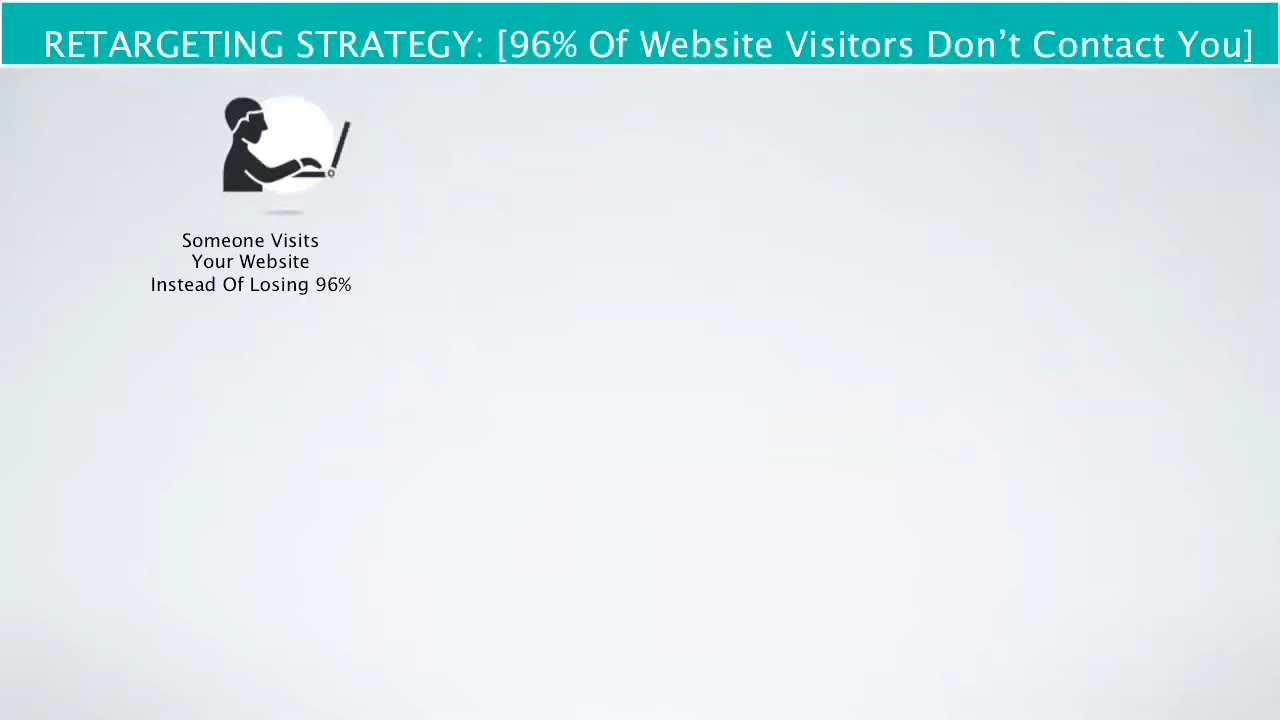 RETARGETING STRATEGY: [96% Of Website Visitors Don’t Contact You]
Someone Visits
Your Website
Instead Of Losing 96%